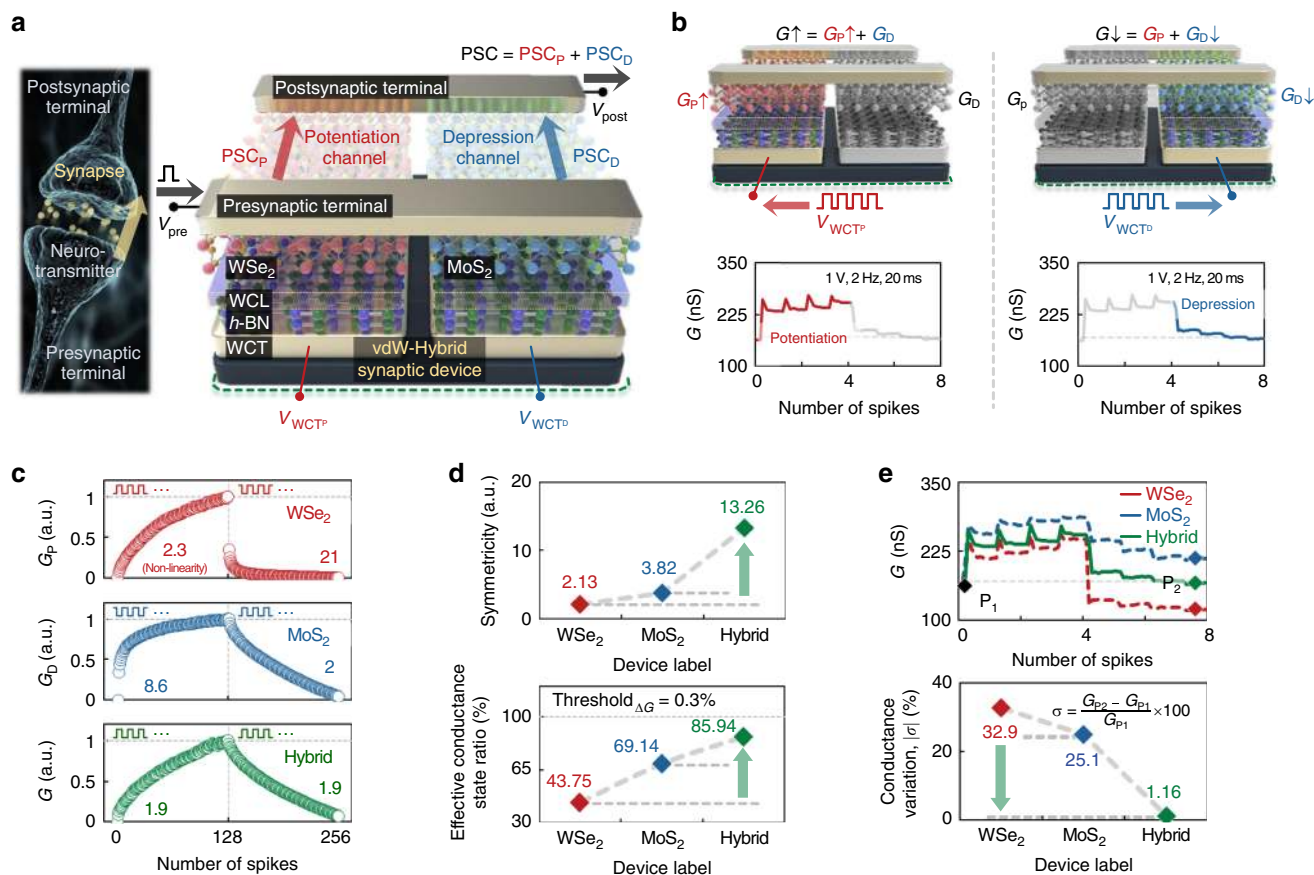 a
PSC = PSC_P + PSC_D
Postsynaptic terminal
V_post
Postsynaptic
terminal
Synapse
Neuro-
transmitter
Presynaptic
terminal
V_pre
PSC_P
Potentiation
channel
Depression
channel
PSC_D
Presynaptic terminal
WSe₂
MoS₂
WCL
h-BN
WCT
vdW-Hybrid
synaptic device
V_WCTᴾ
V_WCTᴰ
b
G↑ = G_P↑ + G_D
G_P↑
G_D
V_WCTᴾ
350
225
100
G (nS)
1 V, 2 Hz, 20 ms
Potentiation
0 4 8
Number of spikes
G↓ = G_P + G_D↓
G_p
G_D↓
V_WCTᴰ
350
225
100
G (nS)
1 V, 2 Hz, 20 ms
Depression
0 4 8
Number of spikes
c
G_P (a.u.)
1
0.5
0
...
...
WSe₂
2.3
(Non-linearity)
21
G_D (a.u.)
1
0.5
0
...
...
MoS₂
8.6
2
G (a.u.)
1
0.5
0
...
...
Hybrid
1.9
1.9
0 128 256
Number of spikes
d
Symmetricity (a.u.)
20
10
0
2.13
3.82
13.26
WSe₂ MoS₂ Hybrid
Device label
Effective conductance
state ratio (%)
100
65
30
Threshold_ΔG = 0.3%
43.75
69.14
85.94
WSe₂ MoS₂ Hybrid
Device label
e
G (nS)
350
225
100
WSe₂
MoS₂
Hybrid
P₁
P₂
0 4 8
Number of spikes
Conductance
variation, |σ| (%)
40
20
0
σ = (G_P2 − G_P1)/G_P1 ×100
32.9
25.1
1.16
WSe₂ MoS₂ Hybrid
Device label